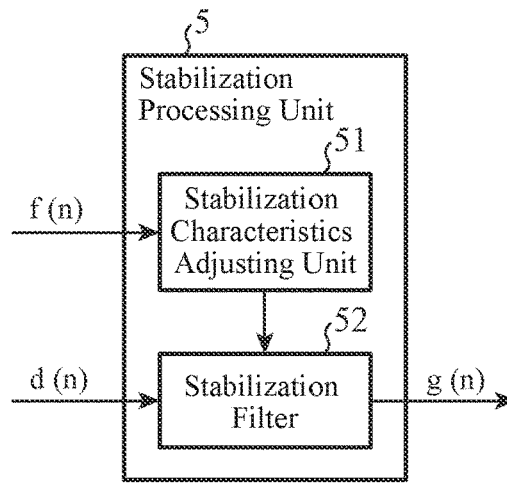 5
Stabilization
Processing Unit
51
f (n)
Stabilization
Characteristics
Adjusting Unit
52
d (n)
Stabilization
Filter
g (n)